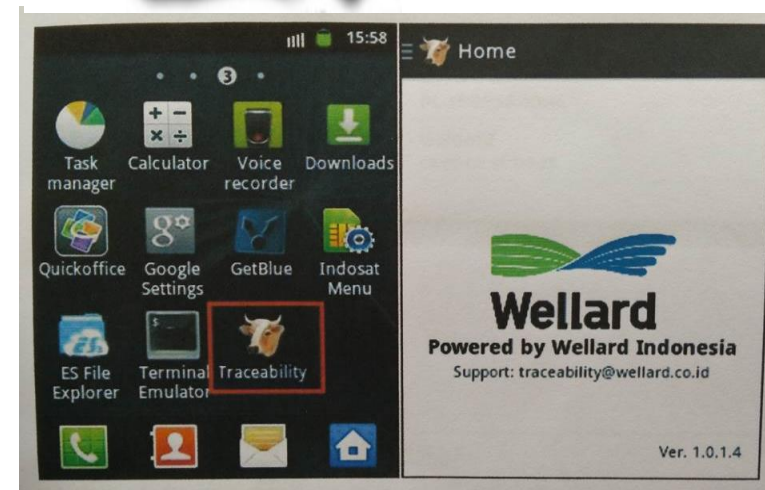 15:58
3
Task manager
Calculator
Voice recorder
Downloads
Quickoffice
Google Settings
GetBlue
Indosat Menu
ES File Explorer
Terminal Emulator
Traceability
Home
Wellard
Powered by Wellard Indonesia
Support: traceability@wellard.co.id
Ver. 1.0.1.4